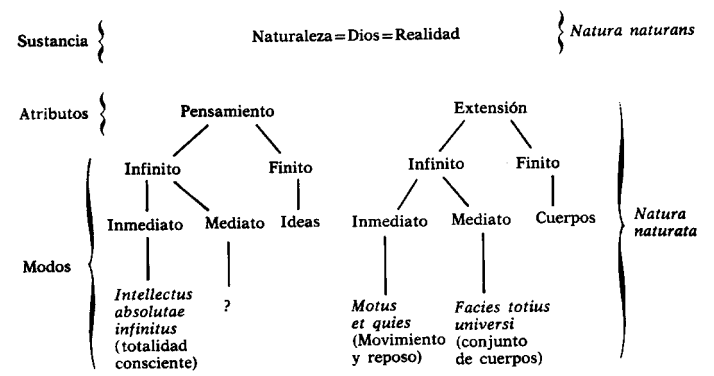 Sustancia { Naturaleza=Dios=Realidad } Natura naturans
Atributos { Pensamiento Extensión
Infinito Finito Infinito Finito
Inmediato Mediato Ideas Inmediato Mediato Cuerpos
Natura
naturata
Modos
Intellectus
absolutae
infinitus
(totalidad
consciente)
?
Motus
et quies
(Movimiento
y reposo)
Facies totius
universi
(conjunto
de cuerpos)